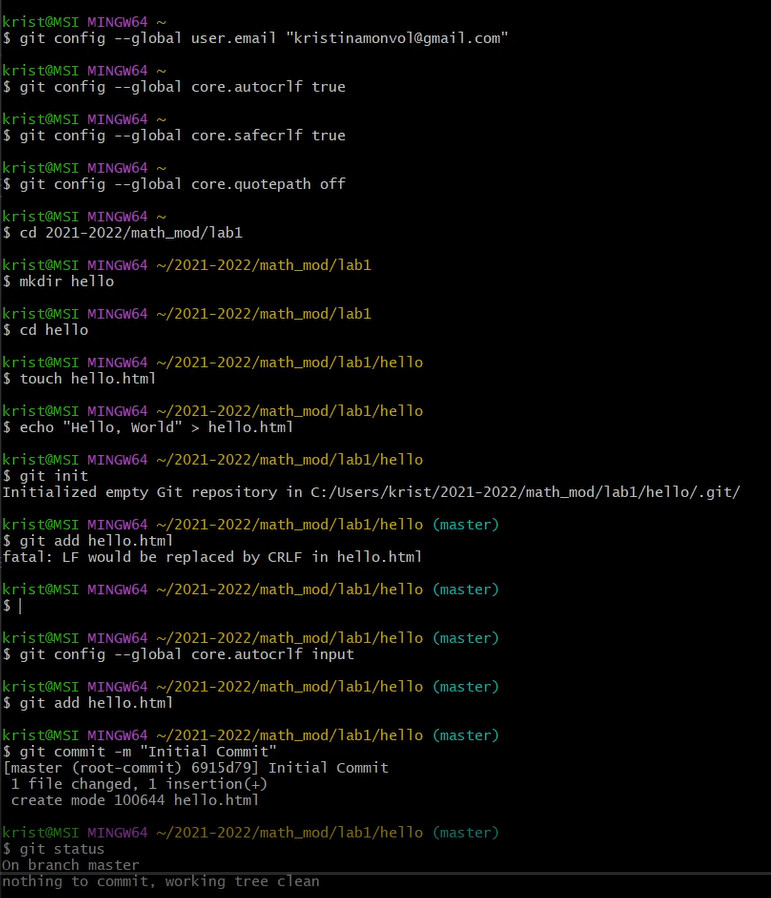 krist@MSI MINGW64 ~
$ git config --global user.email "kristinamonvol@gmail.com"
krist@MSI MINGW64 ~
$ git config --global core.autocrlf true
krist@MSI MINGW64 ~
$ git config --global core.safecrlf true
krist@MSI MINGW64 ~
$ git config --global core.quotepath off
krist@MSI MINGW64 ~
$ cd 2021-2022/math_mod/lab1
krist@MSI MINGW64 ~/2021-2022/math_mod/lab1
$ mkdir hello
krist@MSI MINGW64 ~/2021-2022/math_mod/lab1
$ cd hello
krist@MSI MINGW64 ~/2021-2022/math_mod/lab1/hello
$ touch hello.html
krist@MSI MINGW64 ~/2021-2022/math_mod/lab1/hello
$ echo "Hello, World" > hello.html
krist@MSI MINGW64 ~/2021-2022/math_mod/lab1/hello
$ git init
Initialized empty Git repository in C:/Users/krist/2021-2022/math_mod/lab1/hello/.git/
krist@MSI MINGW64 ~/2021-2022/math_mod/lab1/hello (master)
$ git add hello.html
fatal: LF would be replaced by CRLF in hello.html
krist@MSI MINGW64 ~/2021-2022/math_mod/lab1/hello (master)
$
krist@MSI MINGW64 ~/2021-2022/math_mod/lab1/hello (master)
$ git config --global core.autocrlf input
krist@MSI MINGW64 ~/2021-2022/math_mod/lab1/hello (master)
$ git add hello.html
krist@MSI MINGW64 ~/2021-2022/math_mod/lab1/hello (master)
$ git commit -m "Initial Commit"
[master (root-commit) 6915d79] Initial Commit
 1 file changed, 1 insertion(+)
 create mode 100644 hello.html
krist@MSI MINGW64 ~/2021-2022/math_mod/lab1/hello (master)
$ git status
On branch master
nothing to commit, working tree clean